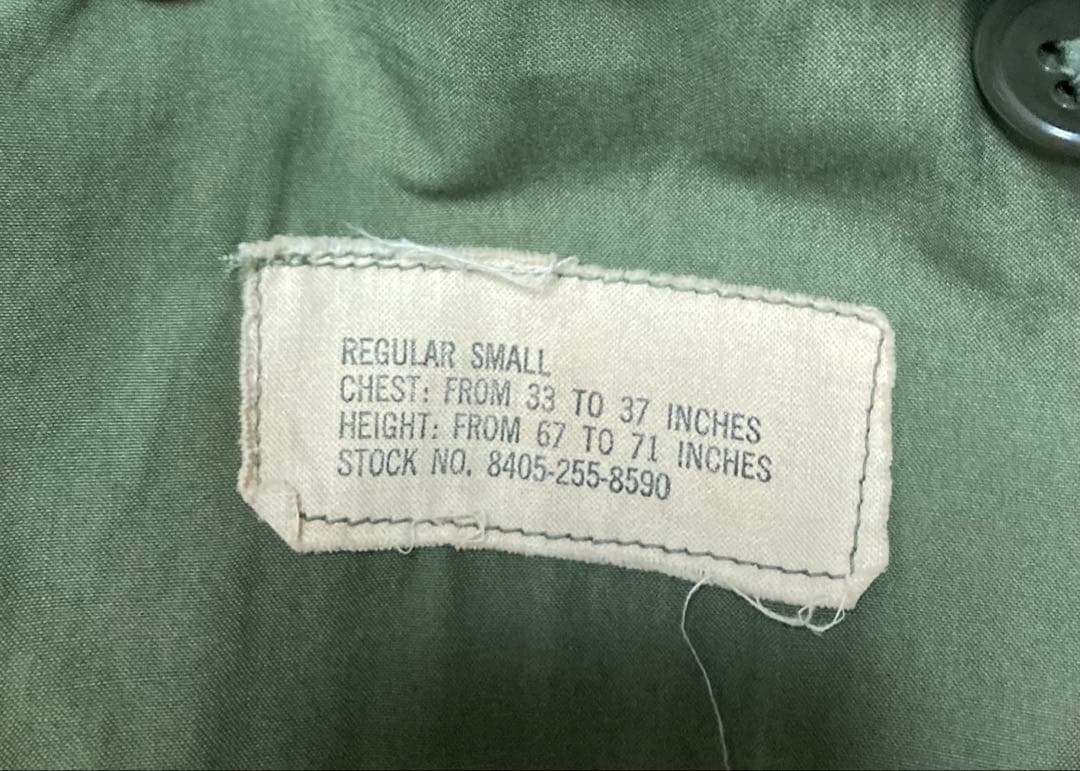 REGULAR SMALL
CHEST: FROM 33 TO 37 INCHES
HEIGHT: FROM 67 TO 71 INCHES
STOCK NO. 8405-255-8590